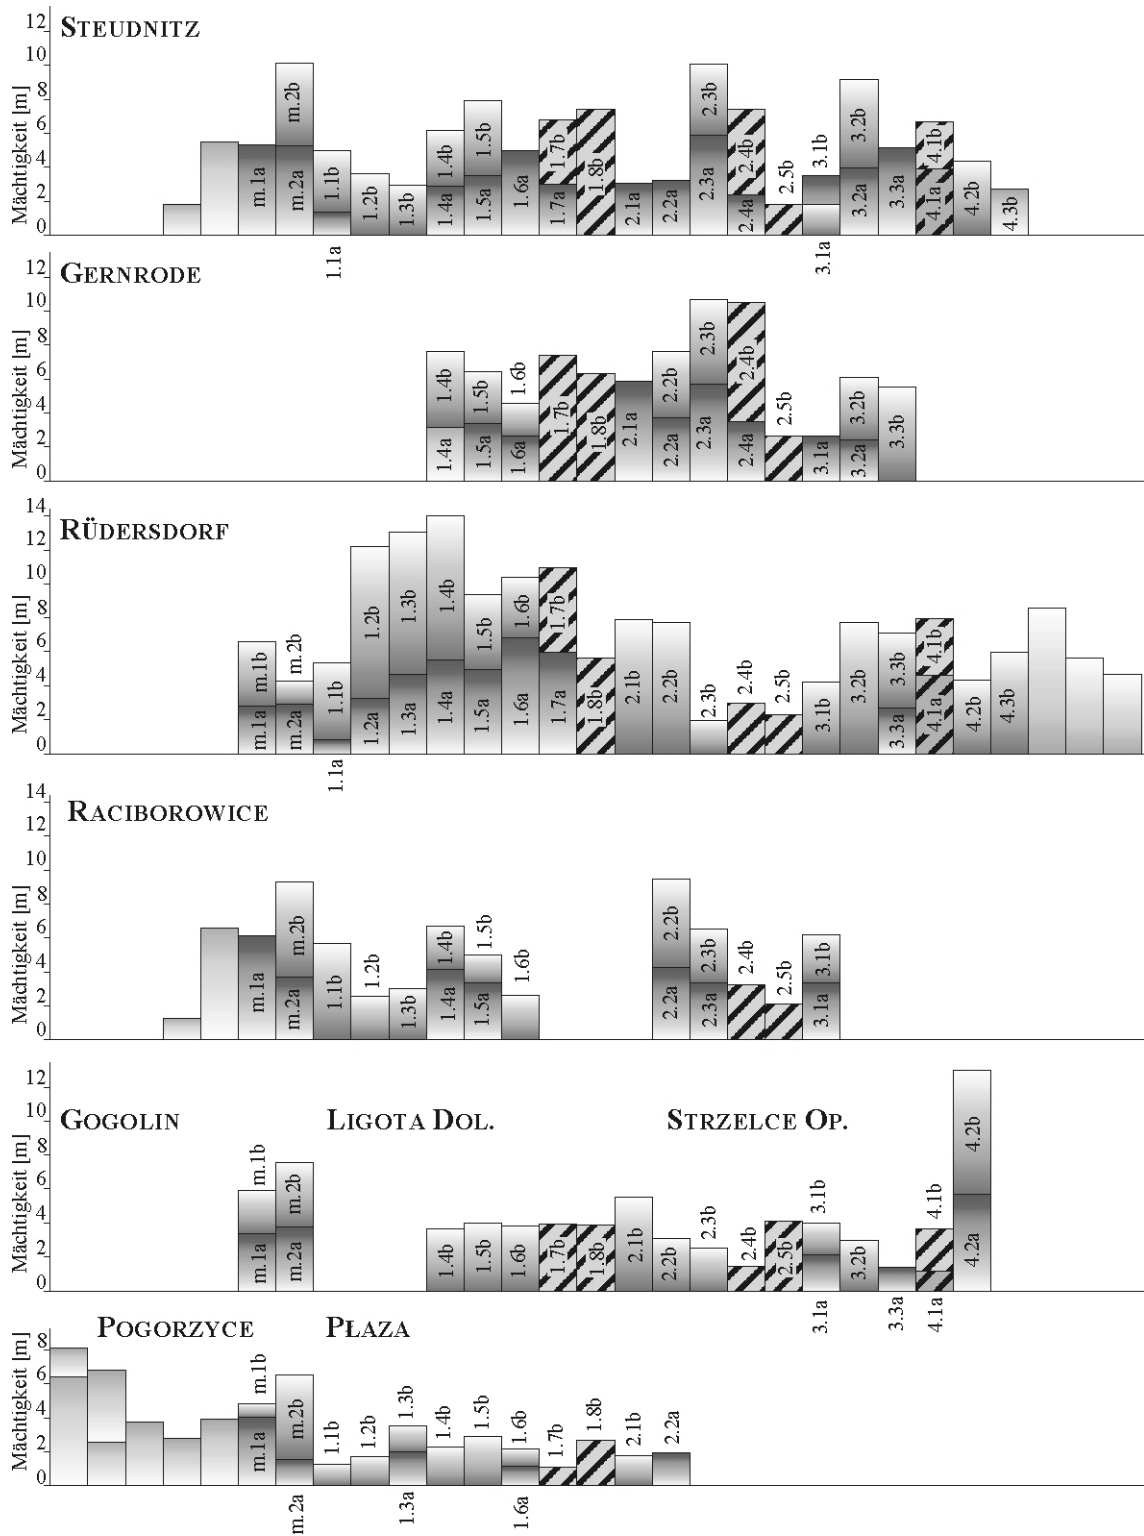 STEUDNITZ
Mächtigkeit [m]
12
10
8
6
4
2
0
m.1a
m.2b
m.2a
1.1b
1.1a
1.2b
1.3b
1.4b
1.4a
1.5b
1.5a
1.6a
1.7b
1.7a
1.8b
2.1a
2.2a
2.3b
2.3a
2.4b
2.4a
2.5b
3.1b
3.1a
3.2b
3.2a
3.3a
4.1b
4.1a
4.2b
4.3b
GERNRODE
Mächtigkeit [m]
12
10
8
6
4
2
0
1.4b
1.4a
1.5b
1.5a
1.6b
1.6a
1.7b
1.8b
2.1a
2.2b
2.2a
2.3b
2.3a
2.4b
2.4a
2.5b
3.1a
3.2b
3.2a
3.3b
RÜDERSDORF
Mächtigkeit [m]
14
12
10
8
6
4
2
0
m.1b
m.1a
m.2b
m.2a
1.1b
1.1a
1.2b
1.2a
1.3b
1.3a
1.4b
1.4a
1.5b
1.5a
1.6b
1.6a
1.7b
1.7a
1.8b
2.1b
2.2b
2.3b
2.4b
2.5b
3.1b
3.2b
3.3b
3.3a
4.1b
4.1a
4.2b
4.3b
RACIBOROWICE
Mächtigkeit [m]
14
12
10
8
6
4
2
0
m.1a
m.2b
m.2a
1.1b
1.2b
1.3b
1.4b
1.4a
1.5b
1.5a
1.6b
2.2b
2.2a
2.3b
2.3a
2.4b
2.5b
3.1b
3.1a
GOGOLIN LIGOTA DOL. STRZELCE OP.
Mächtigkeit [m]
12
10
8
6
4
2
0
m.1b
m.1a
m.2b
m.2a
1.4b
1.5b
1.6b
1.7b
1.8b
2.1b
2.2b
2.3b
2.4b
2.5b
3.1b
3.1a
3.2b
3.3a
4.1b
4.1a
4.2b
4.2a
POGORZYCE PŁAZA
Mächtigkeit [m]
8
6
4
2
0
m.1b
m.1a
m.2b
m.2a
1.1b
1.2b
1.3b
1.3a
1.4b
1.5b
1.6b
1.6a
1.7b
1.8b
2.1b
2.2a